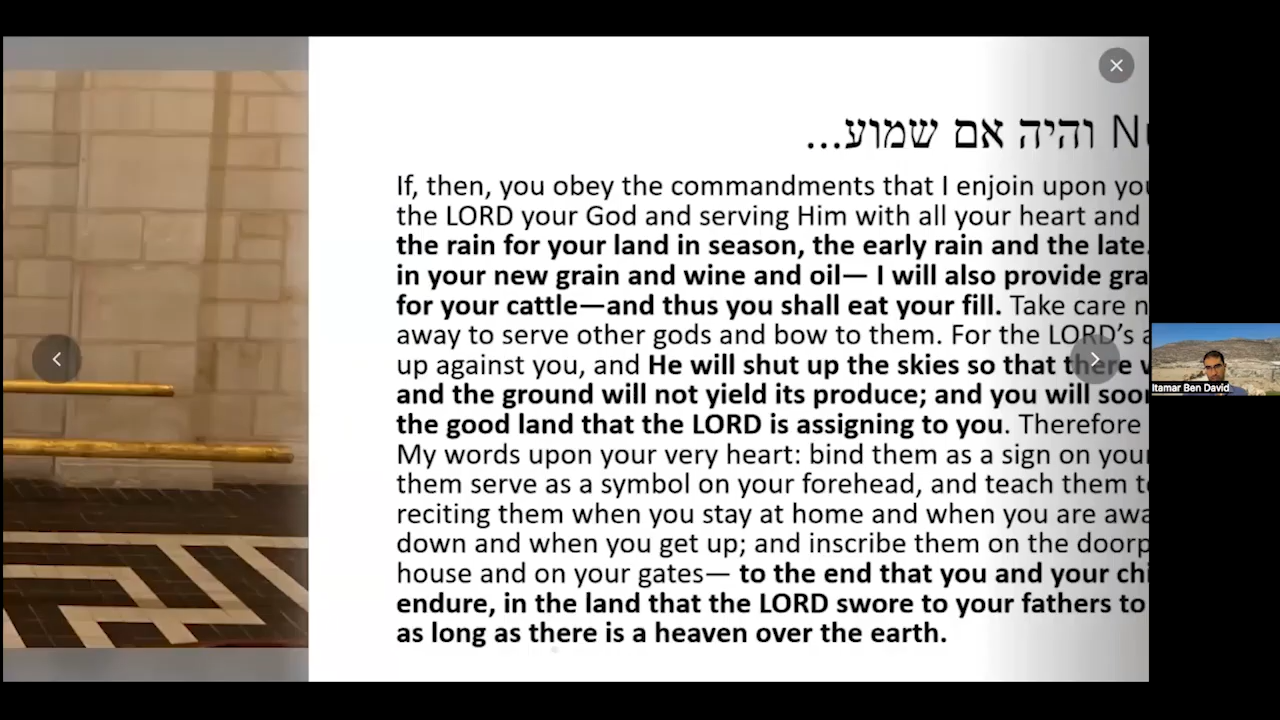 והיה אם שמוע...
If, then, you obey the commandments that I enjoin upon
the LORD your God and serving Him with all your heart and
the rain for your land in season, the early rain and the late.
in your new grain and wine and oil— I will also provide
for your cattle—and thus you shall eat your fill. Take care
away to serve other gods and bow to them. For the LORD’s
up against you, and He will shut up the skies so that there
and the ground will not yield its produce; and you will
the good land that the LORD is assigning to you. Therefore
My words upon your very heart: bind them as a sign on
them serve as a symbol on your forehead, and teach them
reciting them when you stay at home and when you are
down and when you get up; and inscribe them on the
house and on your gates— to the end that you and your
endure, in the land that the LORD swore to your fathers to
as long as there is a heaven over the earth.
Itamar Ben David